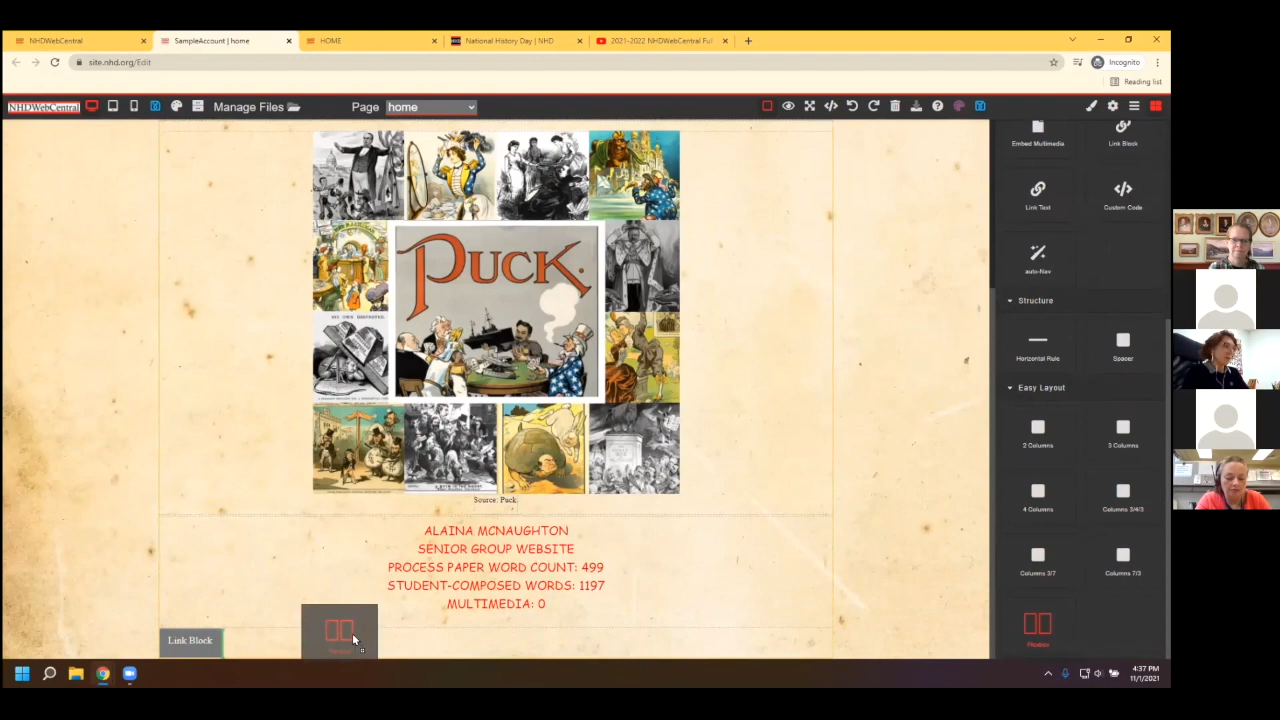 NHDWebCentral
SampleAccount | home
HOME
National History Day | NHD
2021-2022 NHDWebCentral Full
site.nhd.org/Edit
Incognito
Reading list
NHDWebCentral
Manage Files
Page
home
Embed Multimedia
Link Block
Link Text
Custom Code
auto-Nav
Structure
Horizontal Rule
Spacer
Easy Layout
2 Columns
3 Columns
4 Columns
Columns 3/4/3
Columns 3/7
Columns 7/3
Flexbox
PUCK.
Source: Puck.
ALAINA MCNAUGHTON
SENIOR GROUP WEBSITE
PROCESS PAPER WORD COUNT: 499
STUDENT-COMPOSED WORDS: 1197
MULTIMEDIA: 0
Link Block
4:37 PM
11/1/2021